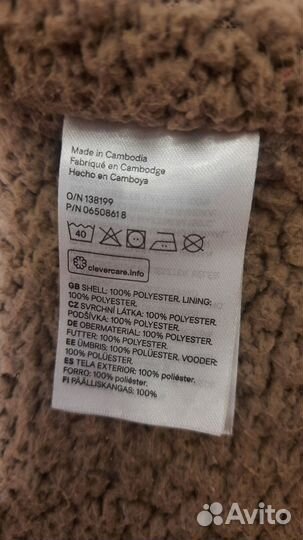 Made in Cambodia
Fabriqué en Cambodge
Hecho en Camboya
O/N 138199
P/N 06508618
40
clevercare.info
GB SHELL: 100% POLYESTER. LINING:
100% POLYESTER.
CZ SVRCHNÍ LÁTKA: 100% POLYESTER.
PODŠÍVKA: 100% POLYESTER.
DE OBERMATERIAL: 100% POLYESTER.
FUTTER: 100% POLYESTER.
EE ÜMBRIS: 100% POLÜESTER. VOODER:
100% POLÜESTER.
ES TELA EXTERIOR: 100% poliéster.
FORRO: 100% poliéster.
FI PÄÄLLISKANGAS: 100%
Avito